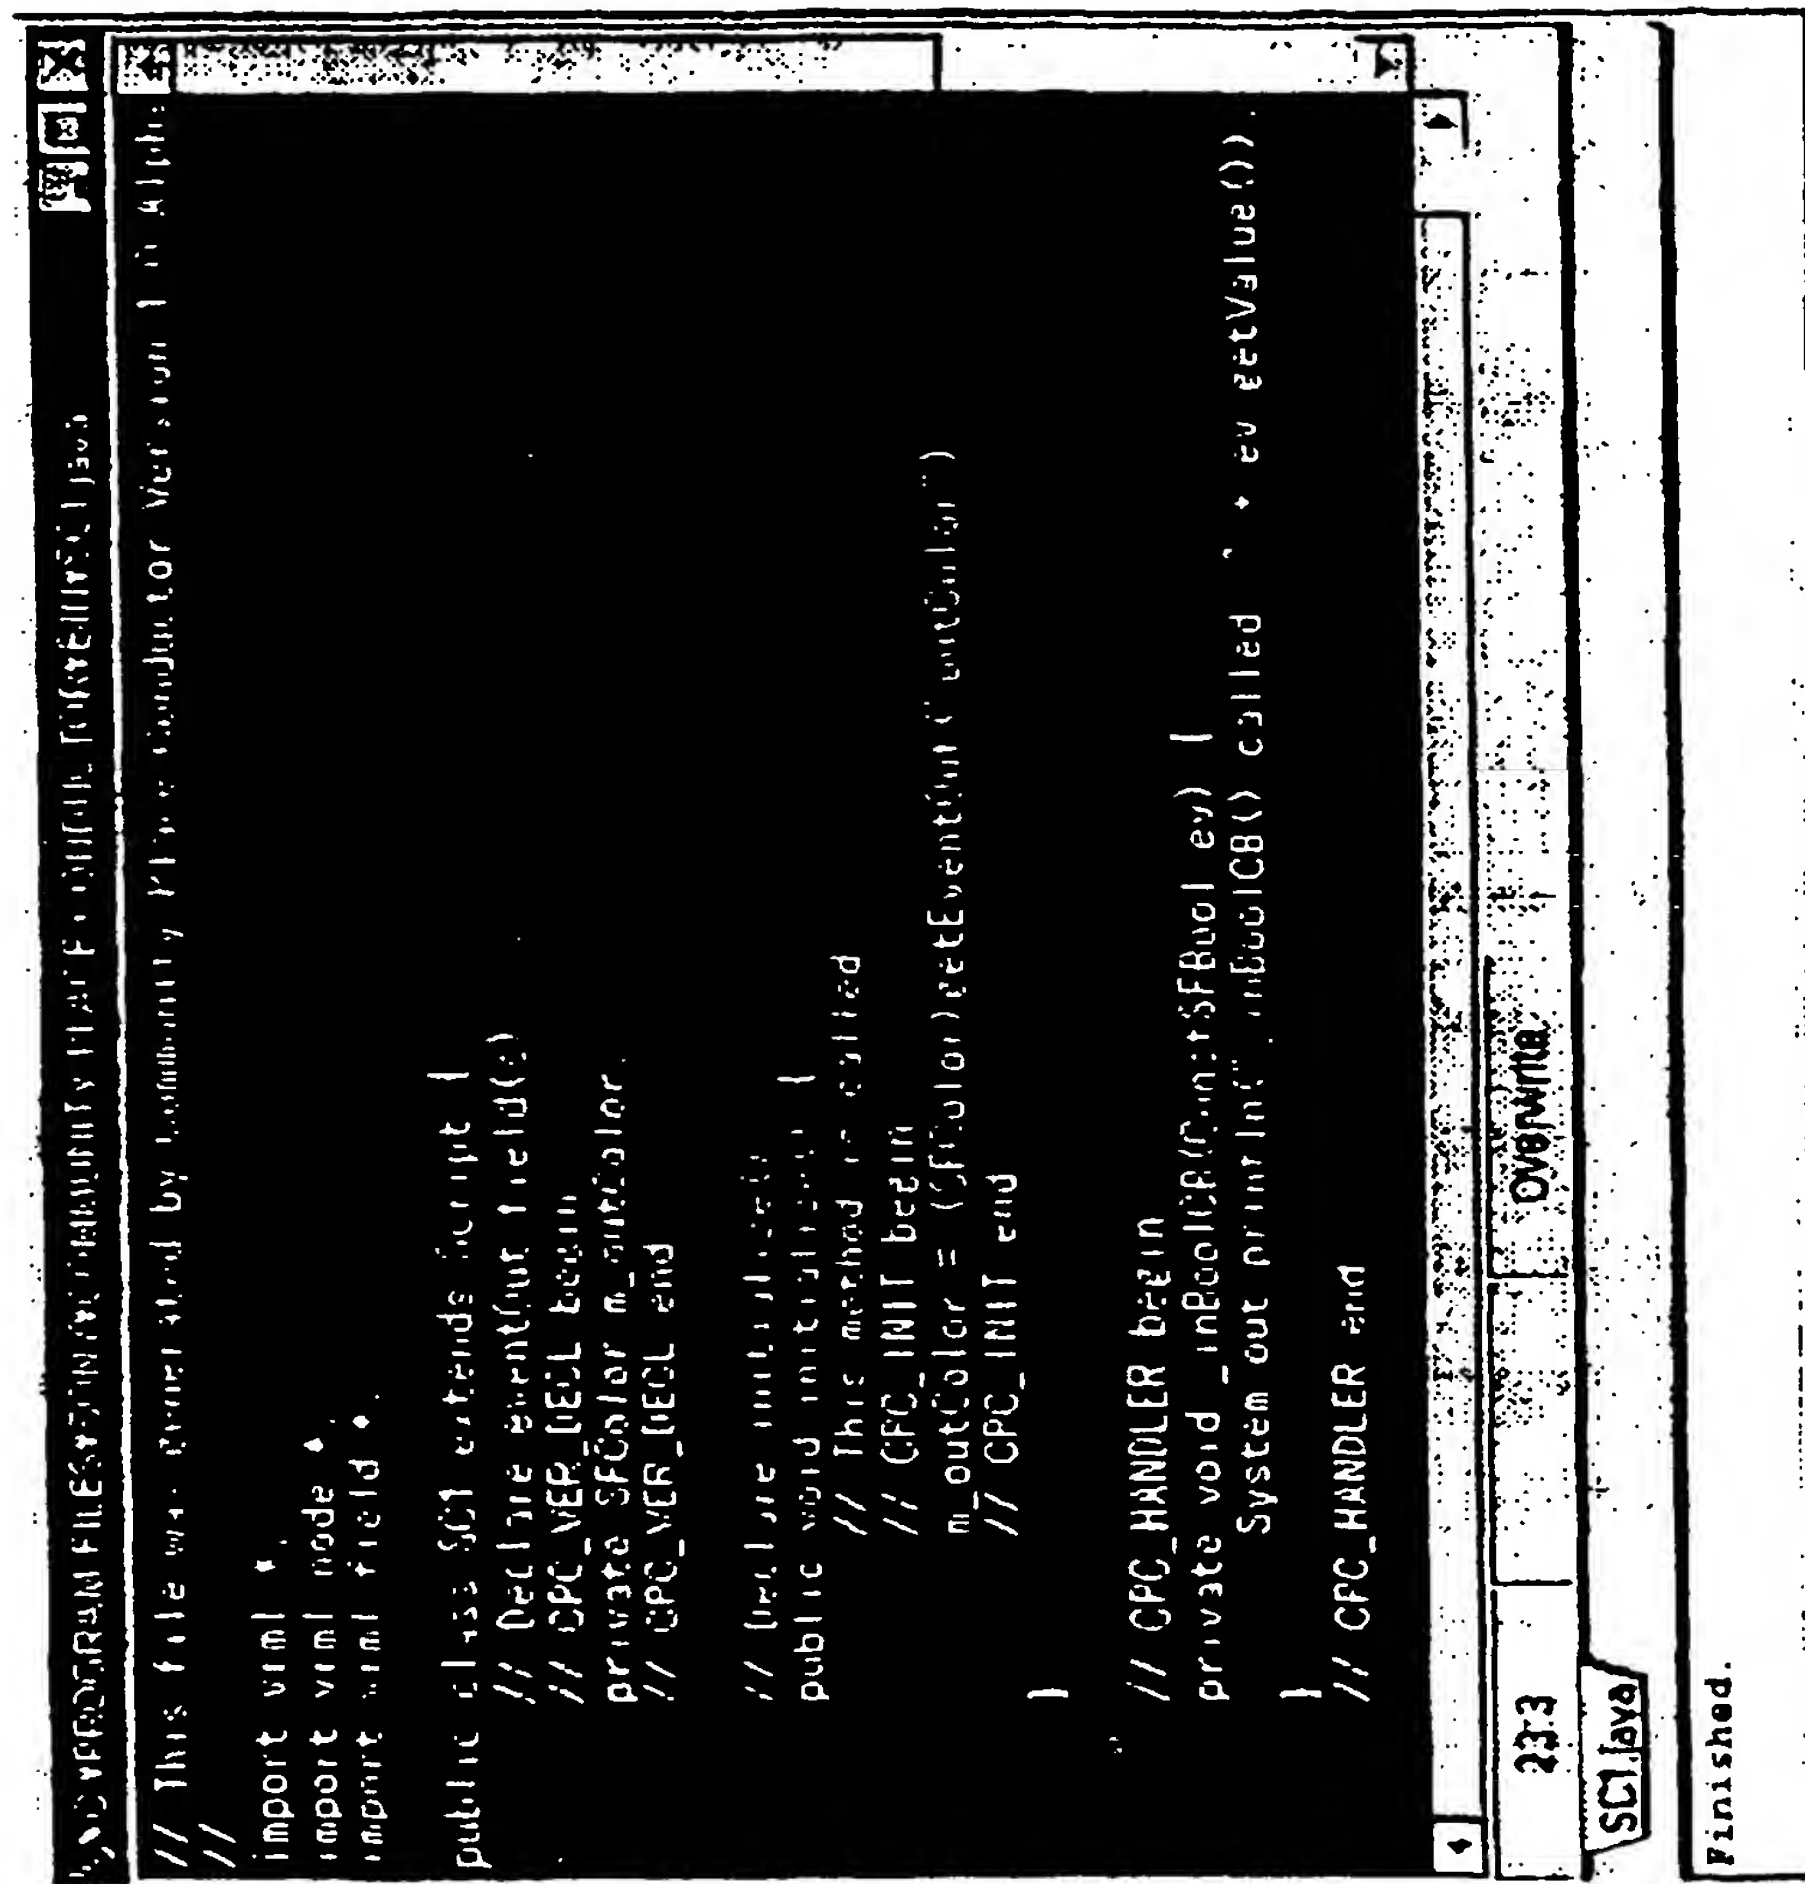 // This file was generated by Community Place Conductor Version 1.0 Alpha
//
import vrml *.
import vrml node *.
import vrml field *.
public class SC1 extends Script {
// Declare eventOut field(s)
// CPC_VER_DECL begin
private SFColor m_outColor.
// CPC_VER_DECL end
// Declare initialize()
public void initialize() {
// This method is called
// CPC_INIT begin
m_outColor = (SFColor)getEventOut("outColor")
// CPC_INIT end
}
// CPC_HANDLER begin
private void _inBoolCB(ConstSFBool ev) {
System out println("_inBoolCB() called " + ev getValue()).
}
// CPC_HANDLER end
23:3
Overwrite
SC1.java
Finished.